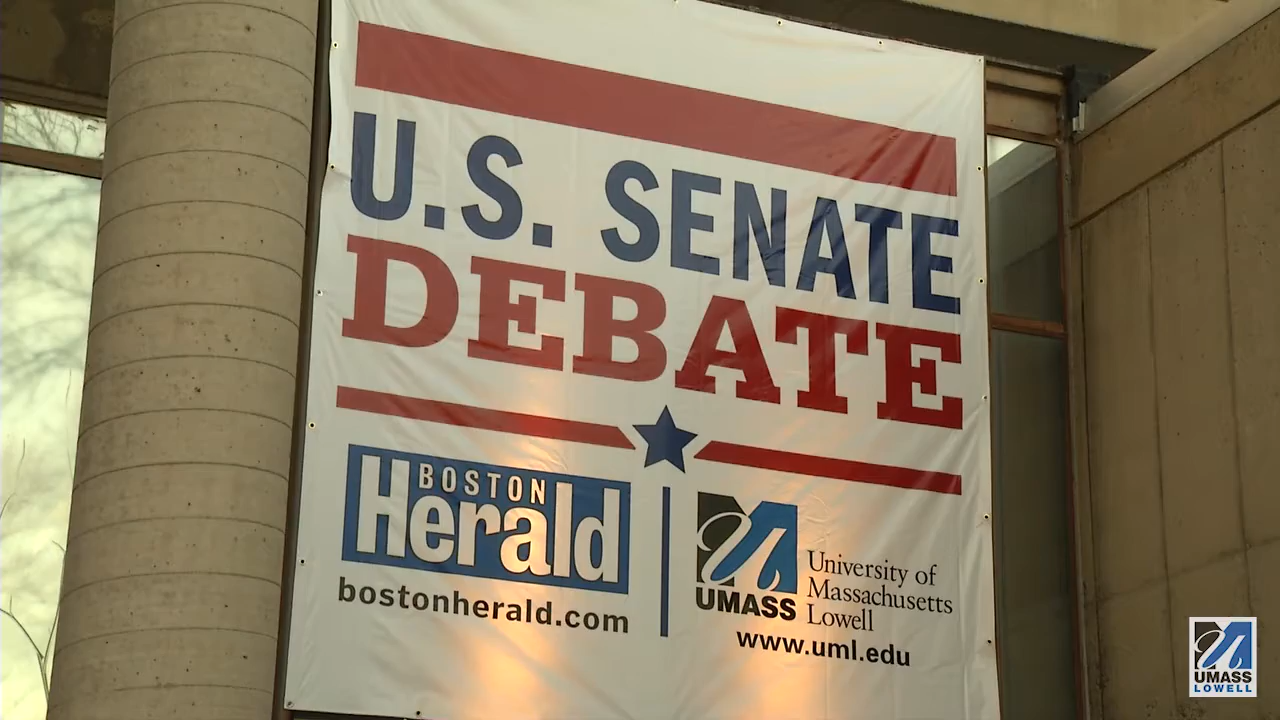 U.S. SENATE
DEBATE
BOSTON
Herald
bostonherald.com
UMASS
University of
Massachusetts
Lowell
www.uml.edu
UMASS
LOWELL